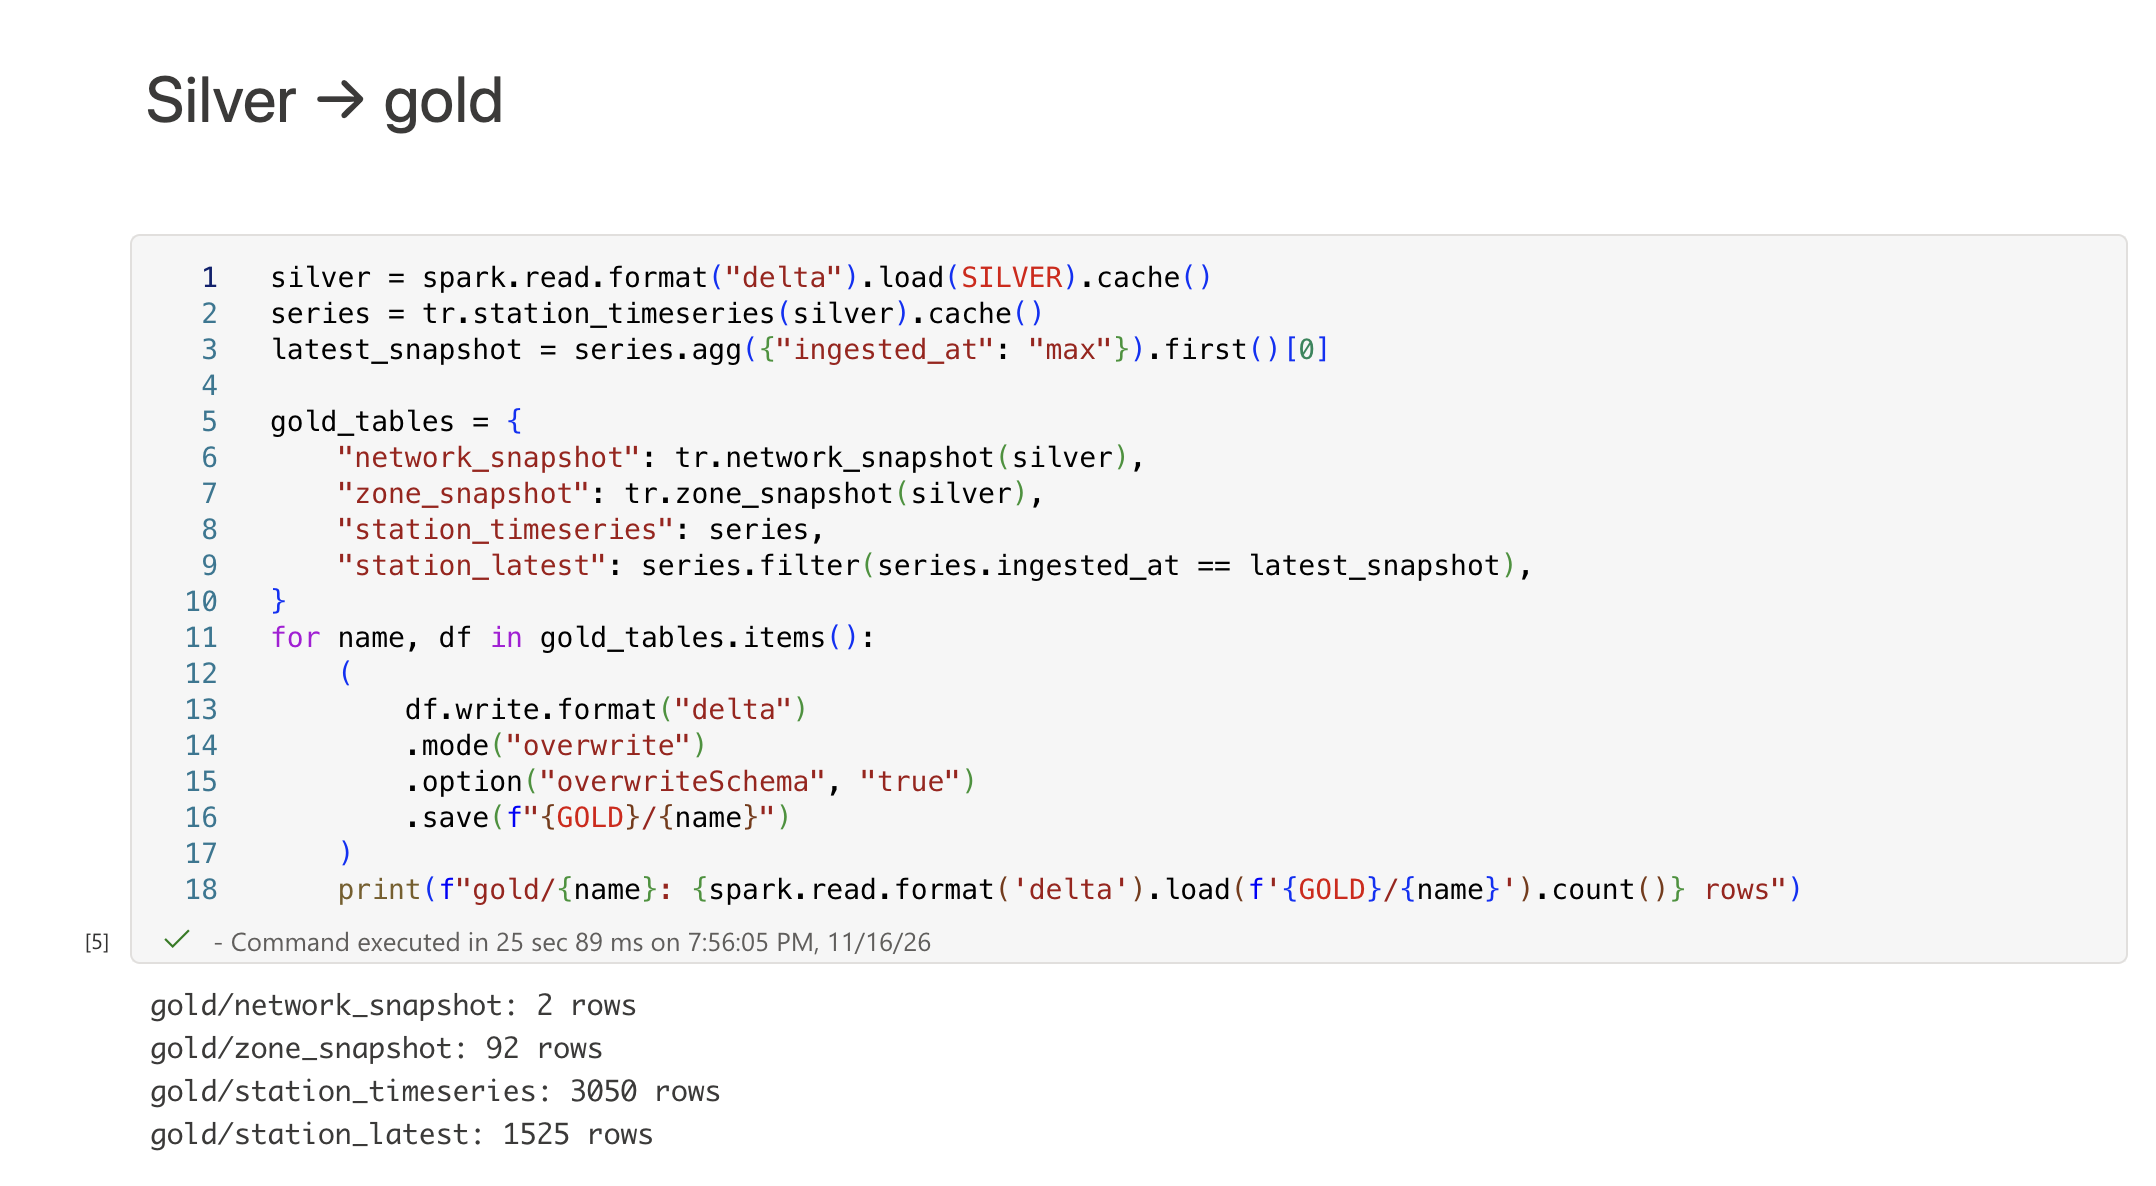 Silver → gold
1 silver = spark.read.format("delta").load(SILVER).cache()
2 series = tr.station_timeseries(silver).cache()
3 latest_snapshot = series.agg({"ingested_at": "max"}).first()[0]
4
5 gold_tables = {
6     "network_snapshot": tr.network_snapshot(silver),
7     "zone_snapshot": tr.zone_snapshot(silver),
8     "station_timeseries": series,
9     "station_latest": series.filter(series.ingested_at == latest_snapshot),
10 }
11 for name, df in gold_tables.items():
12     (
13         df.write.format("delta")
14         .mode("overwrite")
15         .option("overwriteSchema", "true")
16         .save(f"{GOLD}/{name}")
17     )
18     print(f"gold/{name}: {spark.read.format('delta').load(f'{GOLD}/{name}').count()} rows")
[5] - Command executed in 25 sec 89 ms on 7:56:05 PM, 11/16/26
gold/network_snapshot: 2 rows
gold/zone_snapshot: 92 rows
gold/station_timeseries: 3050 rows
gold/station_latest: 1525 rows